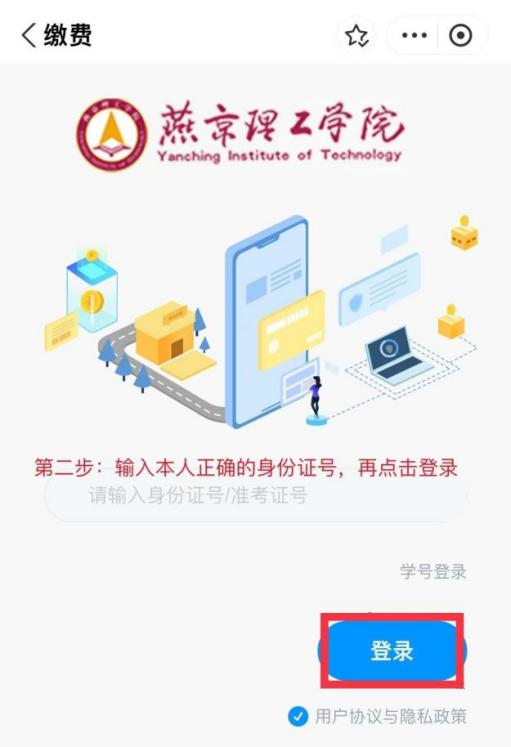 缴费
燕京理工学院
Yanching Institute of Technology
第二步：输入本人正确的身份证号，再点击登录
请输入身份证号/准考证号
学号登录
登录
用户协议与隐私政策